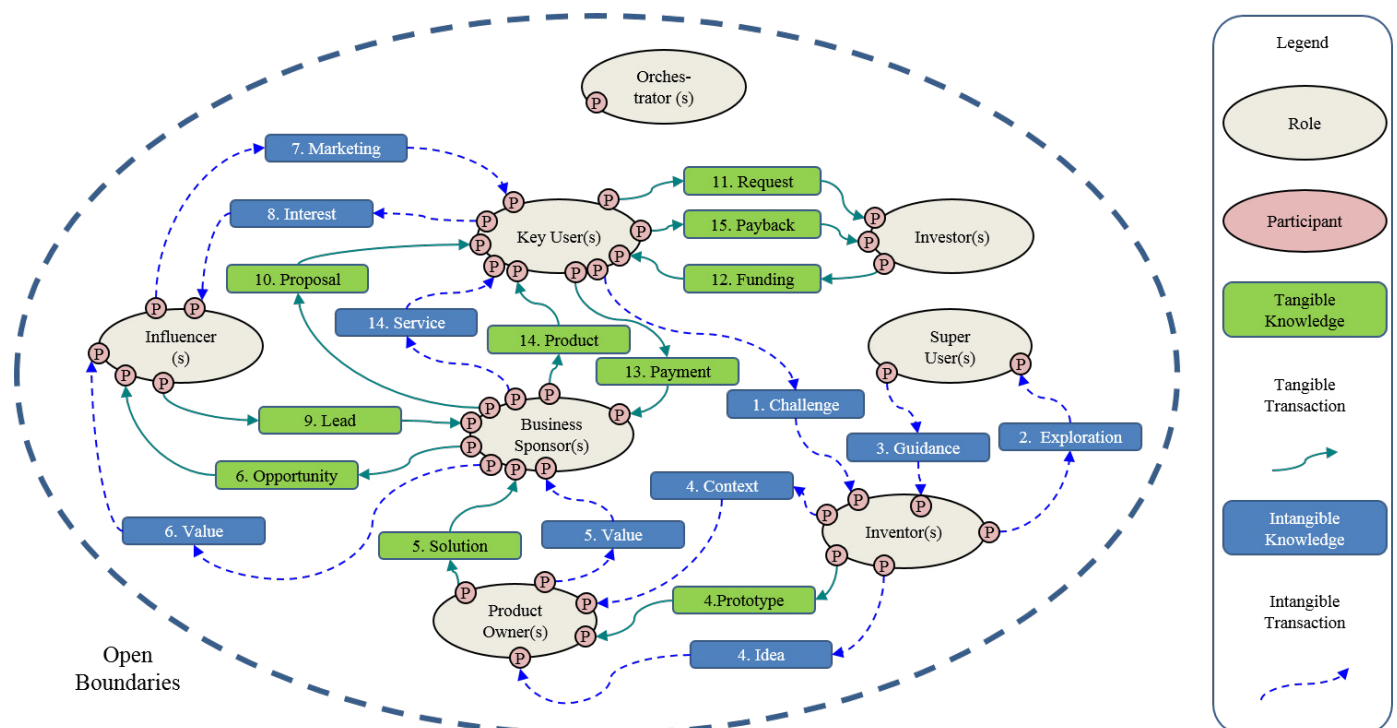 Orches-
trator (s)
P
7. Marketing
8. Interest
P
P
P
P
P
P
P
P
P
P
P
Key User(s)
11. Request
15. Payback
12. Funding
P
P
P
Investor(s)
10. Proposal
14. Service
14. Product
13. Payment
P
P
P
P
P
Influencer
(s)
Super
User(s)
P
P
9. Lead
6. Opportunity
6. Value
P
P
P
P
P
P
P
P
P
Business
Sponsor(s)
1. Challenge
3. Guidance
2. Exploration
4. Context
P
P
P
P
P
P
Inventor(s)
5. Solution
5. Value
P
P
P
P
P
Product
Owner(s)
4.Prototype
4. Idea
Open
Boundaries
Legend
Role
Participant
Tangible
Knowledge
Tangible
Transaction
Intangible
Knowledge
Intangible
Transaction